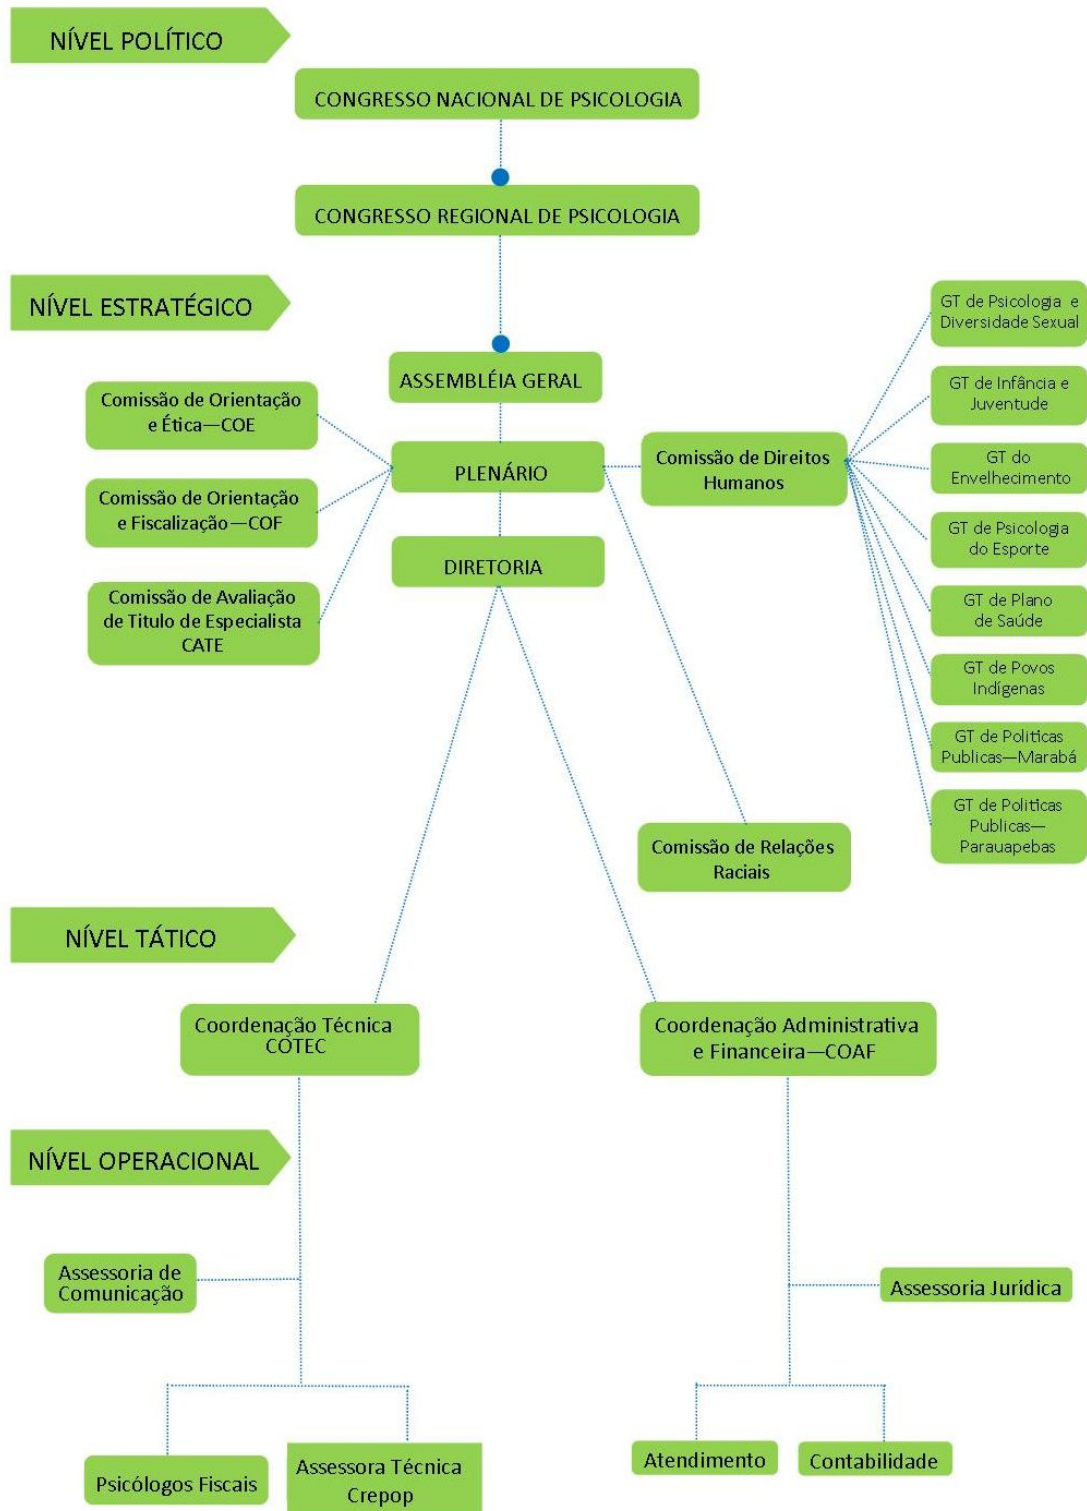 NÍVEL POLÍTICO
CONGRESSO NACIONAL DE PSICOLOGIA
CONGRESSO REGIONAL DE PSICOLOGIA
NÍVEL ESTRATÉGICO
ASSEMBLÉIA GERAL
Comissão de Orientação
e Ética—COE
Comissão de Orientação
e Fiscalização—COF
Comissão de Avaliação
de Titulo de Especialista
CATE
PLENÁRIO
DIRETORIA
Comissão de Direitos
Humanos
GT de Psicologia e
Diversidade Sexual
GT de Infância e
Juventude
GT do
Envelhecimento
GT de Psicologia
do Esporte
GT de Plano
de Saúde
GT de Povos
Indígenas
GT de Politicas
Publicas—Marabá
GT de Politicas
Publicas—
Parauapebas
Comissão de Relações
Raciais
NÍVEL TÁTICO
Coordenação Técnica
COTEC
Coordenação Administrativa
e Financeira—COAF
NÍVEL OPERACIONAL
Assessoria de
Comunicação
Assessoria Jurídica
Psicólogos Fiscais
Assessora Técnica
Crepop
Atendimento
Contabilidade